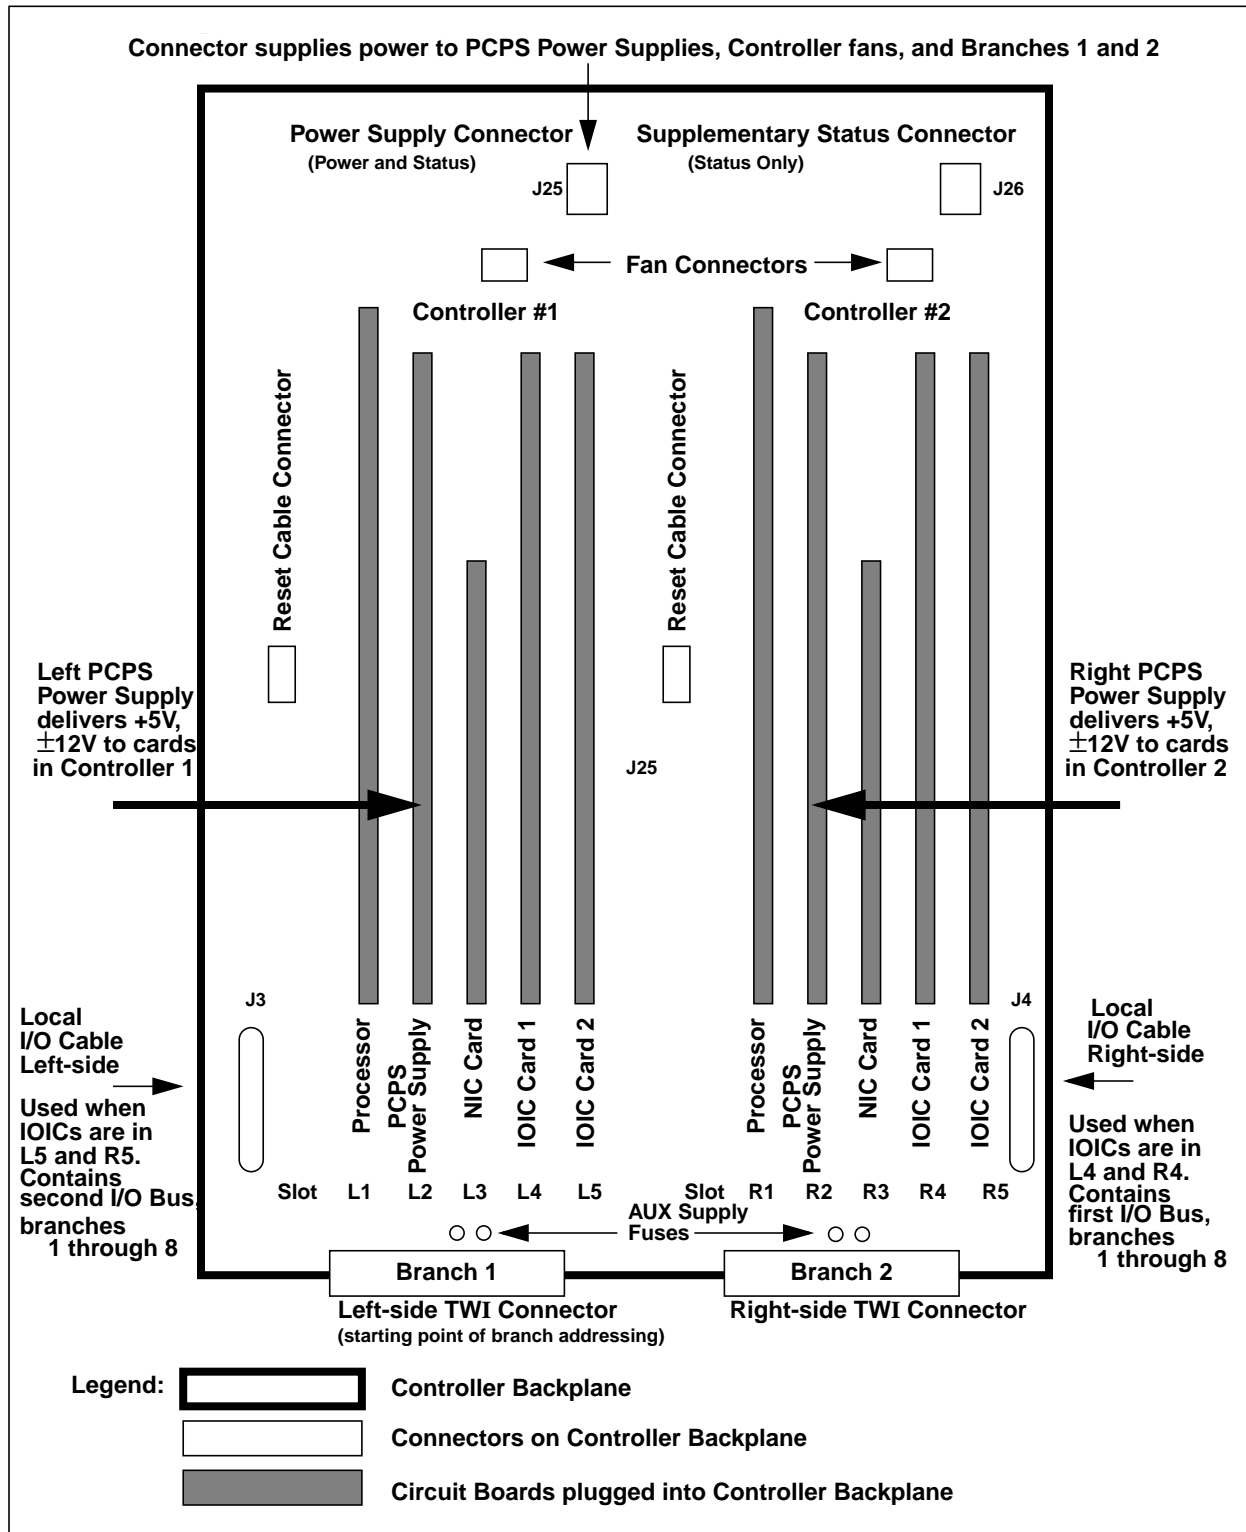 Connector supplies power to PCPS Power Supplies, Controller fans, and Branches 1 and 2
Power Supply Connector
(Power and Status)
Supplementary Status Connector
(Status Only)
J25
J26
Fan Connectors
Controller #1
Controller #2
Reset Cable Connector
Reset Cable Connector
Left PCPS
Power Supply
delivers +5V,
±12V to cards
in Controller 1
Right PCPS
Power Supply
delivers +5V,
±12V to cards
in Controller 2
J25
J3
J4
Local
I/O Cable
Left-side
Used when
IOICs are in
L5 and R5.
Contains
second I/O Bus,
branches
1 through 8
Processor
PCPS
Power Supply
NIC Card
IOIC Card 1
IOIC Card 2
Processor
PCPS
Power Supply
NIC Card
IOIC Card 1
IOIC Card 2
Local
I/O Cable
Right-side
Used when
IOICs are in
L4 and R4.
Contains
first I/O Bus,
branches
1 through 8
Slot L1 L2 L3 L4 L5
Slot R1 R2 R3 R4 R5
AUX Supply
Fuses
Branch 1
Branch 2
Left-side TWI Connector
(starting point of branch addressing)
Right-side TWI Connector
Legend:
Controller Backplane
Connectors on Controller Backplane
Circuit Boards plugged into Controller Backplane